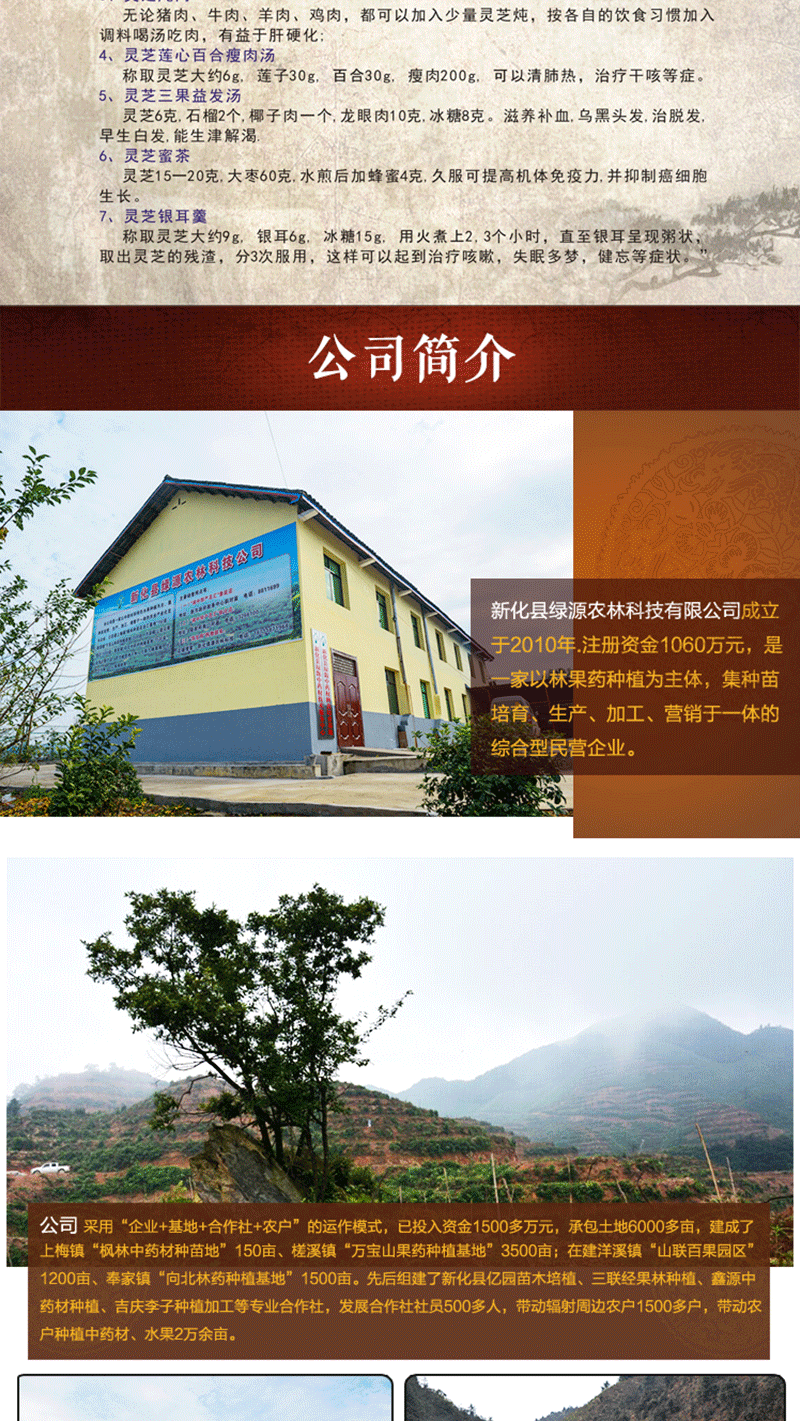 无论猪肉、牛肉、羊肉、鸡肉，都可以加入少量灵芝炖，按各自的饮食习惯加入
调料喝汤吃肉，有益于肝硬化;
4、灵芝莲心百合瘦肉汤
称取灵芝大约6g，莲子30g，百合30g，瘦肉200g，可以清肺热，治疗干咳等症。
5、灵芝三果益发汤
灵芝6克,石榴2个,椰子肉一个,龙眼肉10克,冰糖8克。滋养补血,乌黑头发,治脱发,
早生白发,能生津解渴.
6、灵芝蜜茶
灵芝15—20克,大枣60克,水煎后加蜂蜜4克,久服可提高机体免疫力,并抑制癌细胞
生长。
7、灵芝银耳羹
称取灵芝大约9g，银耳6g，冰糖15g，用火煮上2,3个小时，直至银耳呈现粥状，
取出灵芝的残渣，分3次服用，这样可以起到治疗咳嗽，失眠多梦，健忘等症状。”
公司简介
新化县绿源农林科技公司
新化县绿源农林科技有限公司成立
于2010年.注册资金1060万元，是
一家以林果药种植为主体，集种苗
培育、生产、加工、营销于一体的
综合型民营企业。
公司 采用“企业+基地+合作社+农户”的运作模式，已投入资金1500多万元，承包土地6000多亩，建成了
上梅镇“枫林中药材种苗地”150亩、槎溪镇“万宝山果药种植基地”3500亩；在建洋溪镇“山联百果园区”
1200亩、奉家镇“向北林药种植基地”1500亩。先后组建了新化县亿园苗木培植、三联经果林种植、鑫源中
药材种植、吉庆李子种植加工等专业合作社，发展合作社社员500多人，带动辐射周边农户1500多户，带动农
户种植中药材、水果2万余亩。